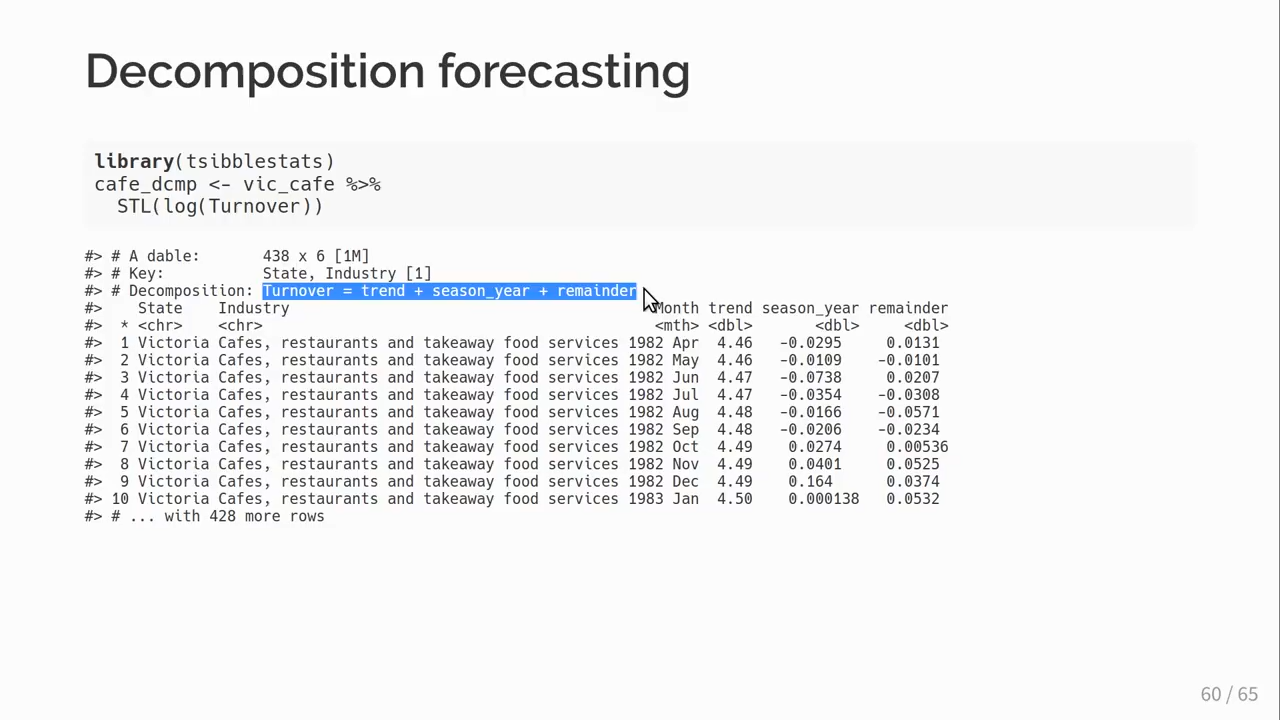 Decomposition forecasting
library(tsibblestats)
cafe_dcmp <- vic_cafe %>%
  STL(log(Turnover))
#> # A dable:       438 x 6 [1M]
#> # Key:           State, Industry [1]
#> # Decomposition: Turnover = trend + season_year + remainder
#>    State    Industry                                         Month trend season_year remainder
#>  * <chr>    <chr>                                            <mth> <dbl>       <dbl>     <dbl>
#>  1 Victoria Cafes, restaurants and takeaway food services 1982 Apr  4.46   -0.0295     0.0131
#>  2 Victoria Cafes, restaurants and takeaway food services 1982 May  4.46   -0.0109    -0.0101
#>  3 Victoria Cafes, restaurants and takeaway food services 1982 Jun  4.47   -0.0738     0.0207
#>  4 Victoria Cafes, restaurants and takeaway food services 1982 Jul  4.47   -0.0354    -0.0308
#>  5 Victoria Cafes, restaurants and takeaway food services 1982 Aug  4.48   -0.0166    -0.0571
#>  6 Victoria Cafes, restaurants and takeaway food services 1982 Sep  4.48   -0.0206    -0.0234
#>  7 Victoria Cafes, restaurants and takeaway food services 1982 Oct  4.49    0.0274     0.00536
#>  8 Victoria Cafes, restaurants and takeaway food services 1982 Nov  4.49    0.0401     0.0525
#>  9 Victoria Cafes, restaurants and takeaway food services 1982 Dec  4.49    0.164      0.0374
#> 10 Victoria Cafes, restaurants and takeaway food services 1983 Jan  4.50    0.000138   0.0532
#> # ... with 428 more rows
60 / 65